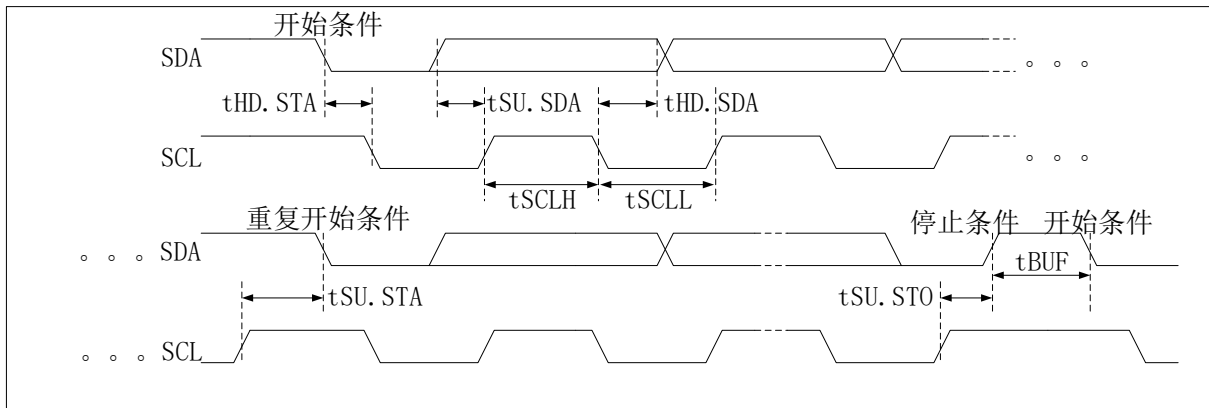 开始条件
SDA
。。。
tHD.STA
tSU.SDA
tHD.SDA
SCL
。。。
tSCLH
tSCLL
重复开始条件
停止条件
开始条件
。。。SDA
tBUF
tSU.STA
tSU.STO
。。。SCL